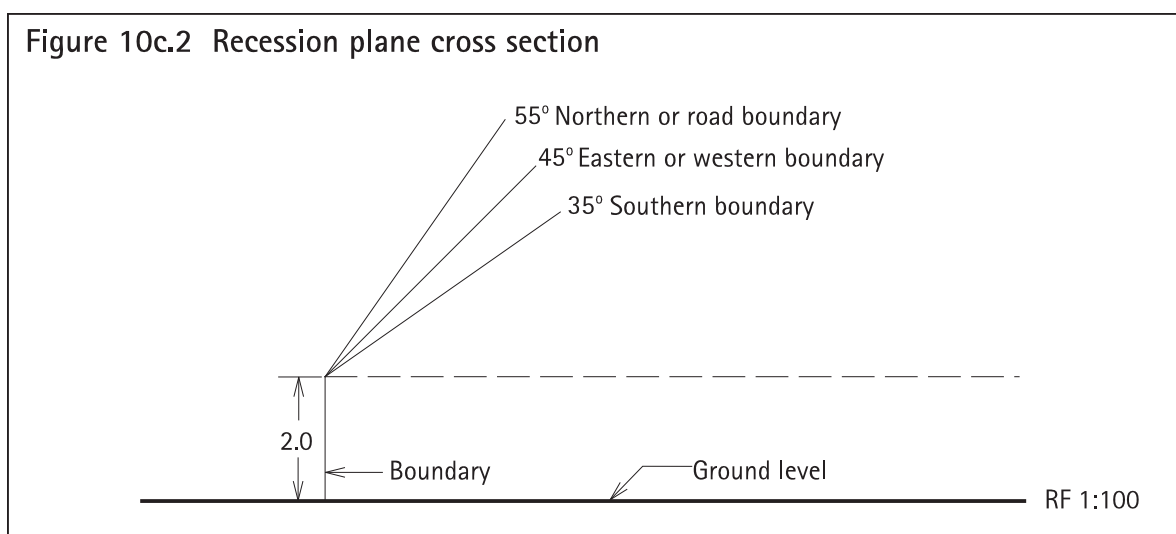 Figure 10c.2 Recession plane cross section
55° Northern or road boundary
45° Eastern or western boundary
35° Southern boundary
2.0
Boundary
Ground level
RF 1:100